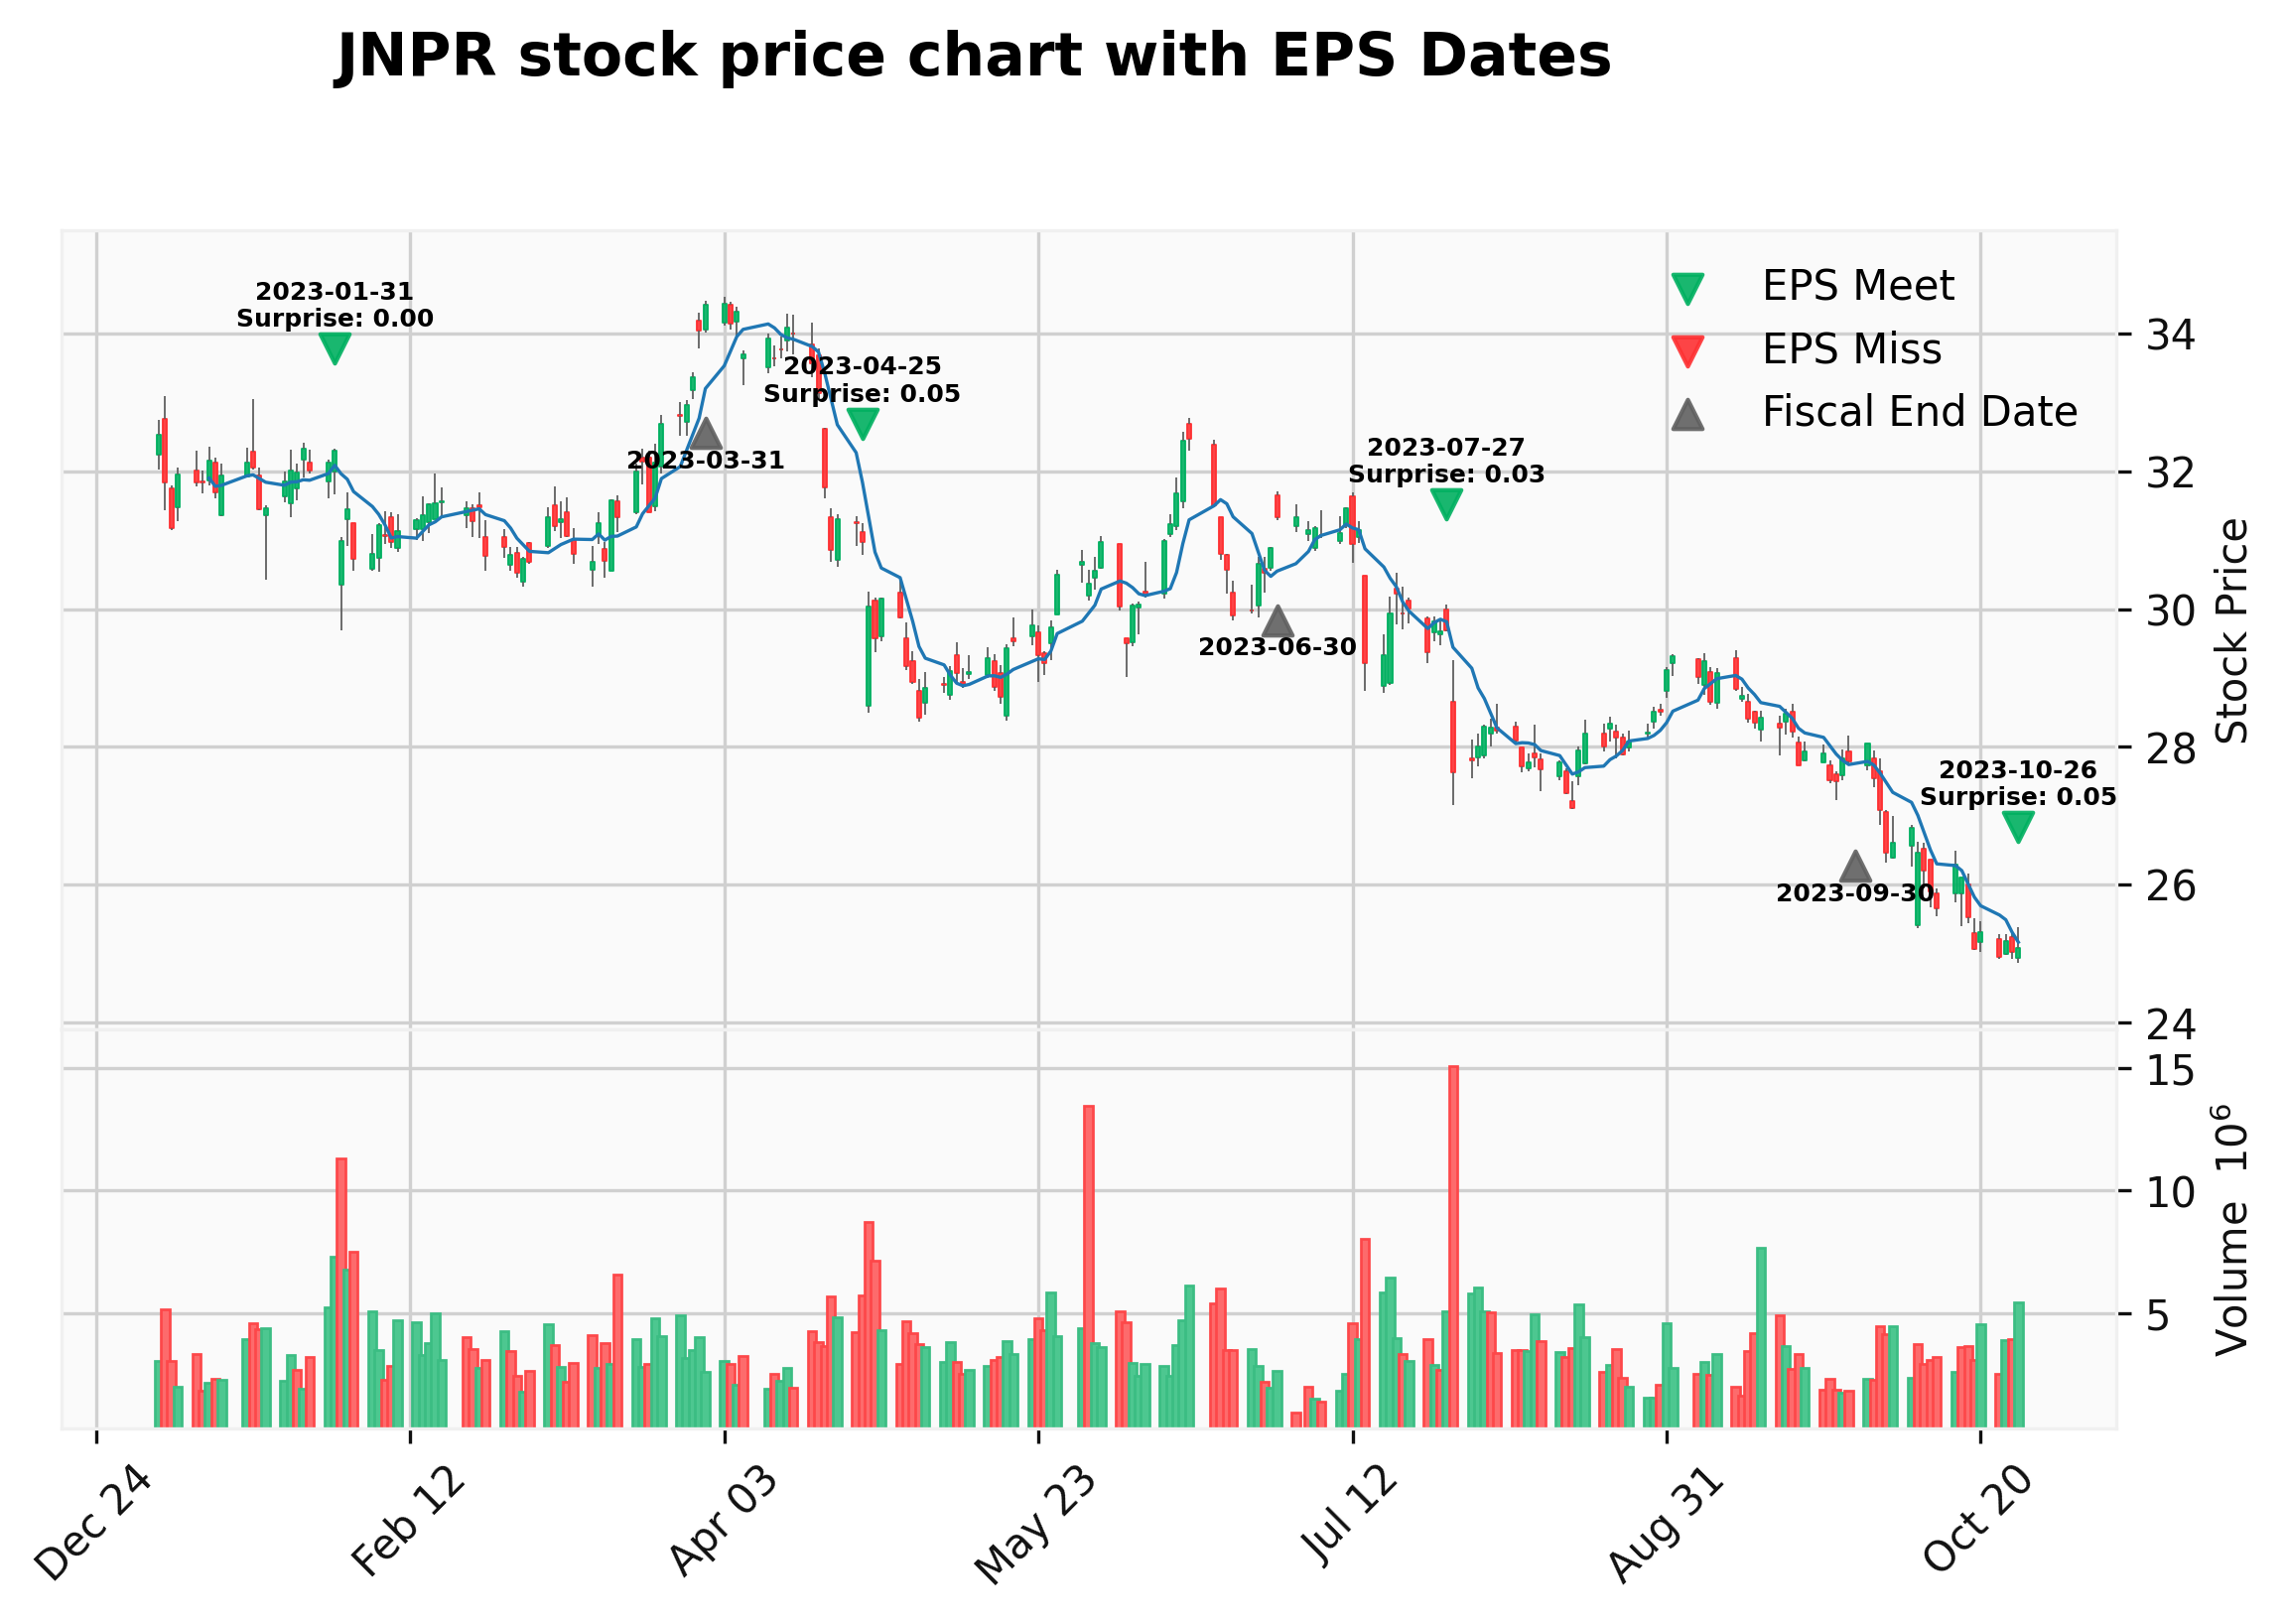 JNPR stock price chart with EPS Dates
EPS Meet
EPS Miss
Fiscal End Date
2023-01-31
Surprise: 0.00
2023-04-25
Surprise: 0.05
2023-03-31
2023-07-27
Surprise: 0.03
2023-06-30
2023-10-26
Surprise: 0.05
2023-09-30
34
32
30
28
26
24
Stock Price
15
10
5
Volume 10⁶
Dec 24
Feb 12
Apr 03
May 23
Jul 12
Aug 31
Oct 20